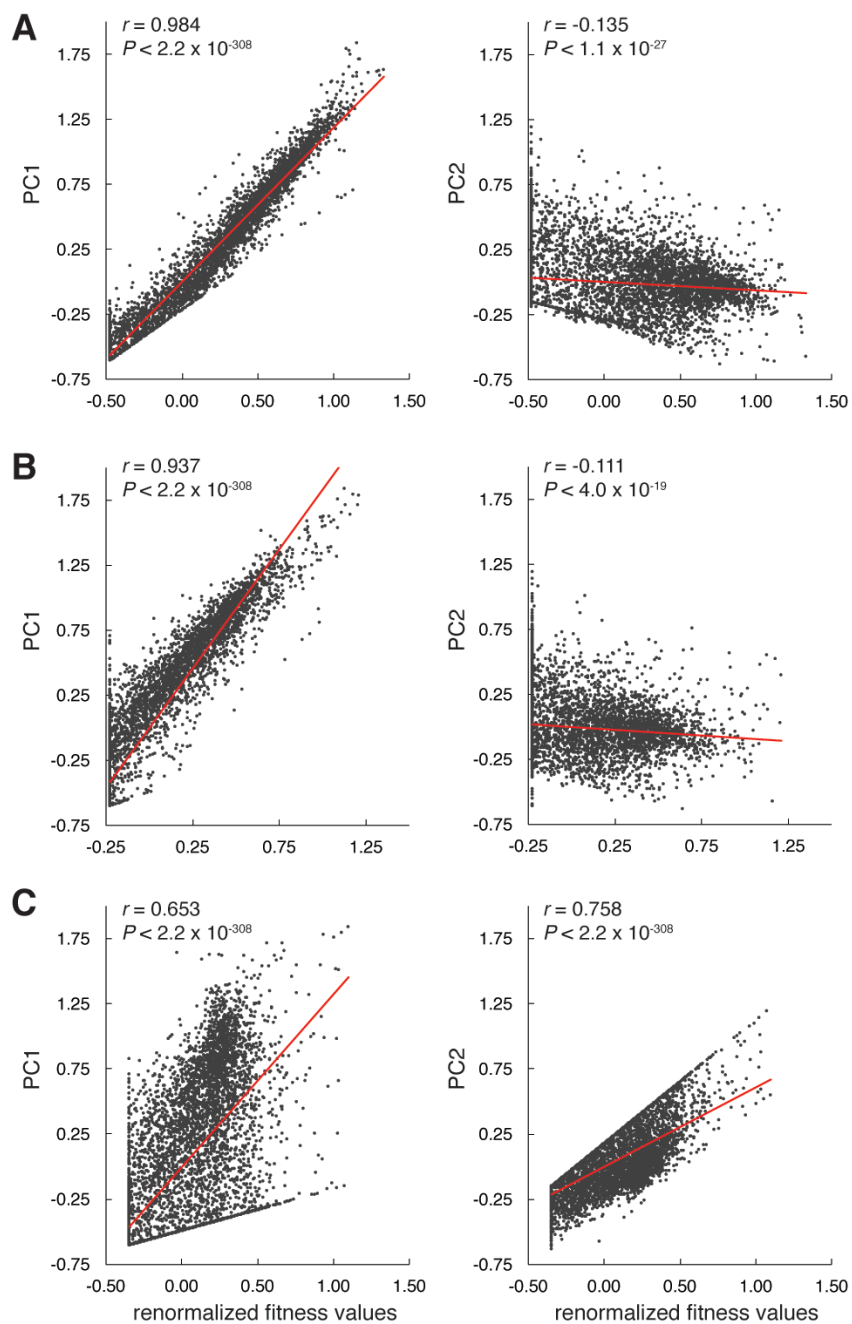 A
r = 0.984
P < 2.2 x 10-308
PC1
1.75
1.25
0.75
0.25
-0.25
-0.75
-0.50
0.00
0.50
1.00
1.50
r = -0.135
P < 1.1 x 10-27
PC2
1.75
1.25
0.75
0.25
-0.25
-0.75
-0.50
0.00
0.50
1.00
1.50
B
r = 0.937
P < 2.2 x 10-308
PC1
1.75
1.25
0.75
0.25
-0.25
-0.75
-0.25
0.25
0.75
1.25
r = -0.111
P < 4.0 x 10-19
PC2
1.75
1.25
0.75
0.25
-0.25
-0.75
-0.25
0.25
0.75
1.25
C
r = 0.653
P < 2.2 x 10-308
PC1
1.75
1.25
0.75
0.25
-0.25
-0.75
-0.50
0.00
0.50
1.00
1.50
renormalized fitness values
r = 0.758
P < 2.2 x 10-308
PC2
1.75
1.25
0.75
0.25
-0.25
-0.75
-0.50
0.00
0.50
1.00
1.50
renormalized fitness values